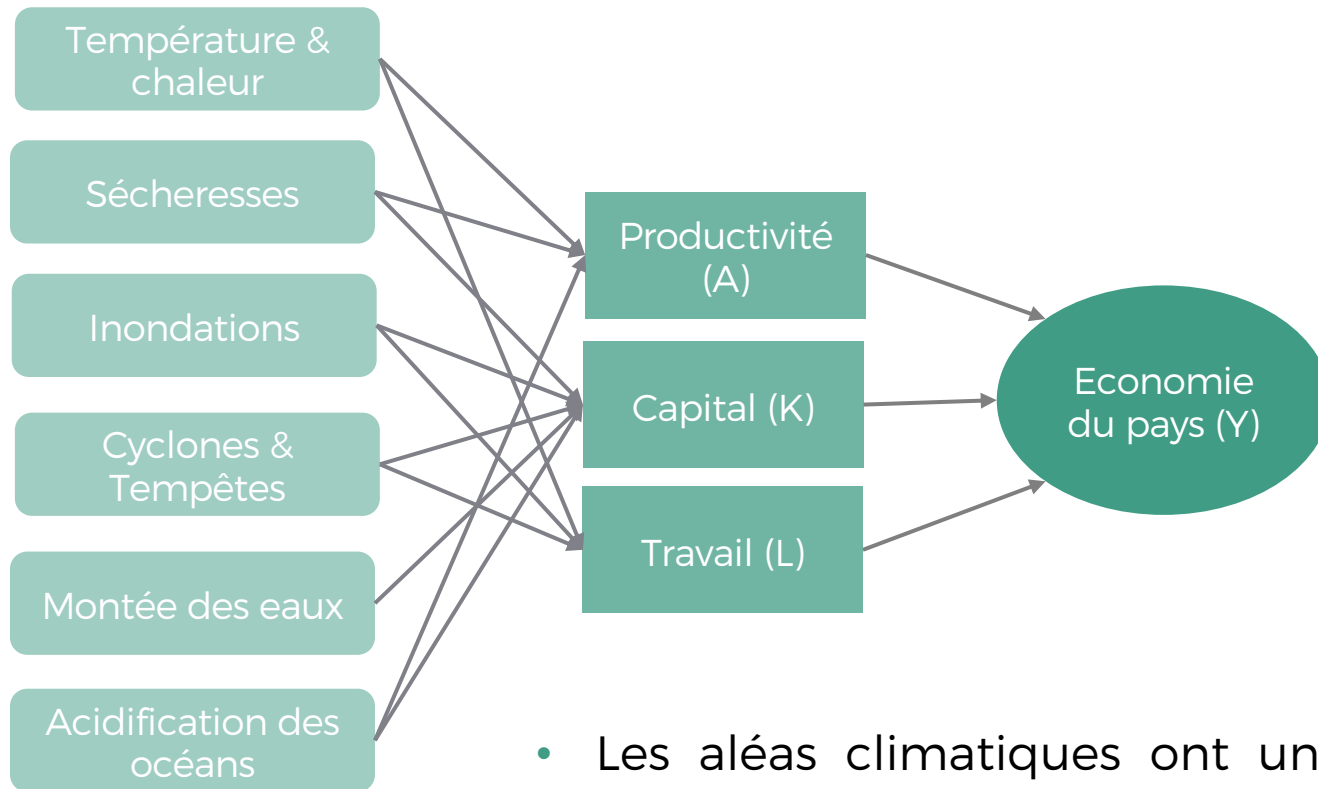 Température &
chaleur
Sécheresses
Inondations
Cyclones &
Tempêtes
Montée des eaux
Acidification des
océans
Productivité
(A)
Capital (K)
Travail (L)
Economie
du pays (Y)
• Les aléas climatiques ont un